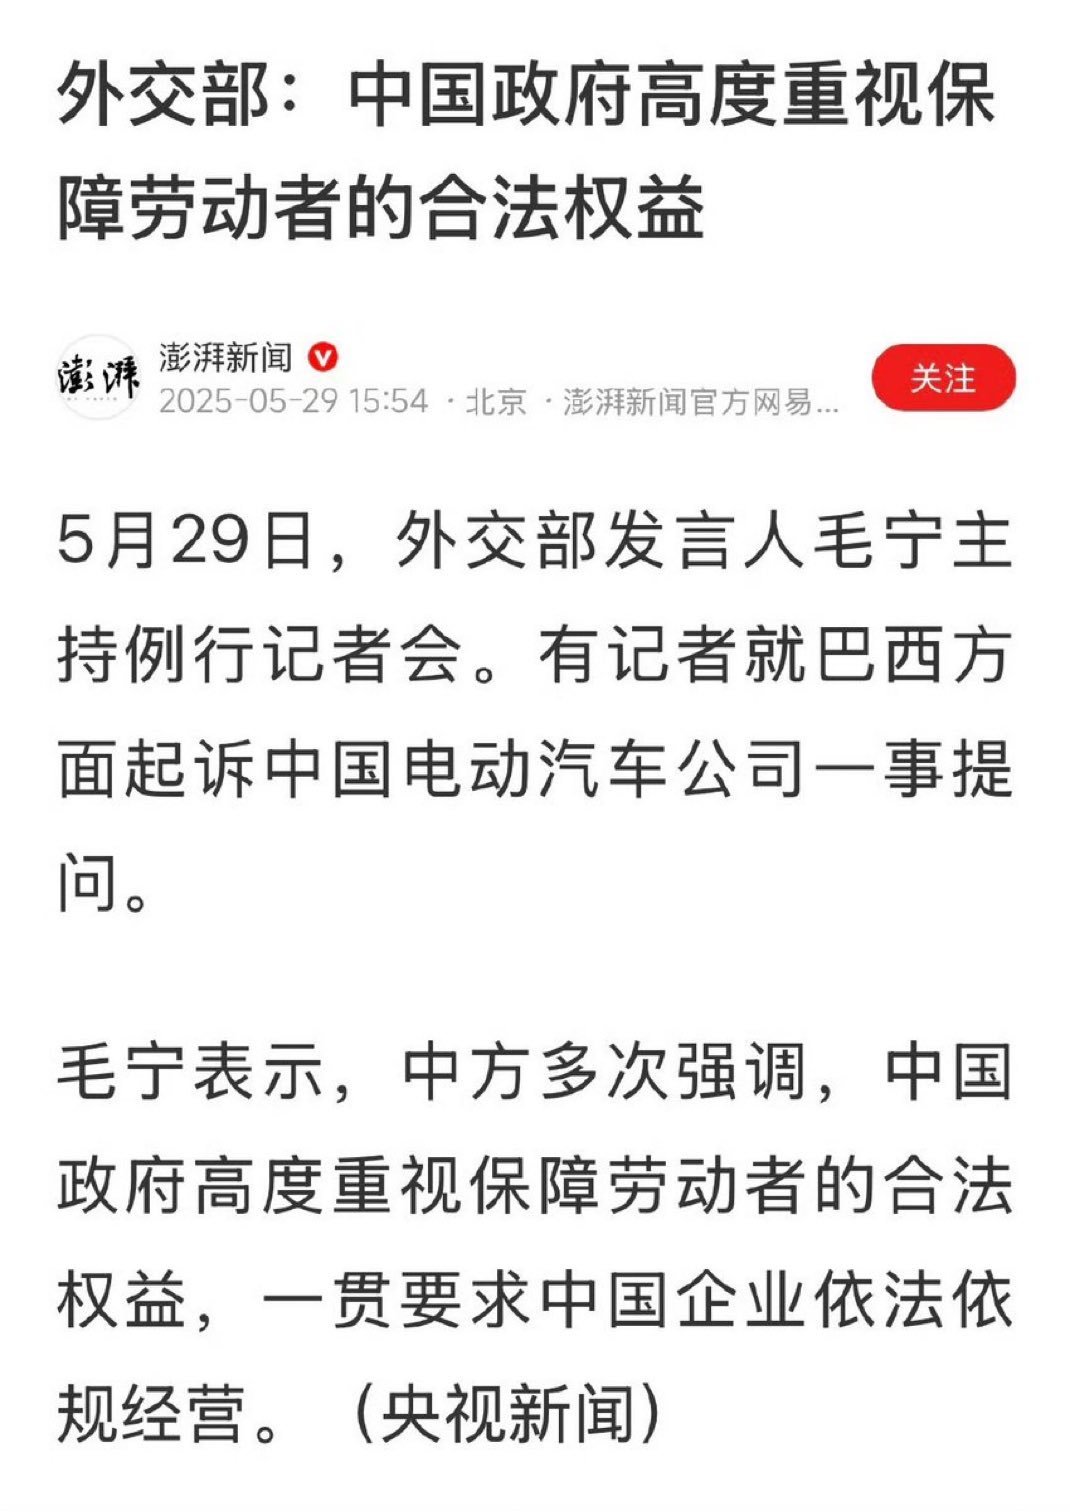 外交部：中国政府高度重视保
障劳动者的合法权益
澎湃
澎湃新闻
2025-05-29 15:54 · 北京 · 澎湃新闻官方网易...
关注
5月29日，外交部发言人毛宁主
持例行记者会。有记者就巴西方
面起诉中国电动汽车公司一事提
问。
毛宁表示，中方多次强调，中国
政府高度重视保障劳动者的合法
权益，一贯要求中国企业依法依
规经营。（央视新闻）